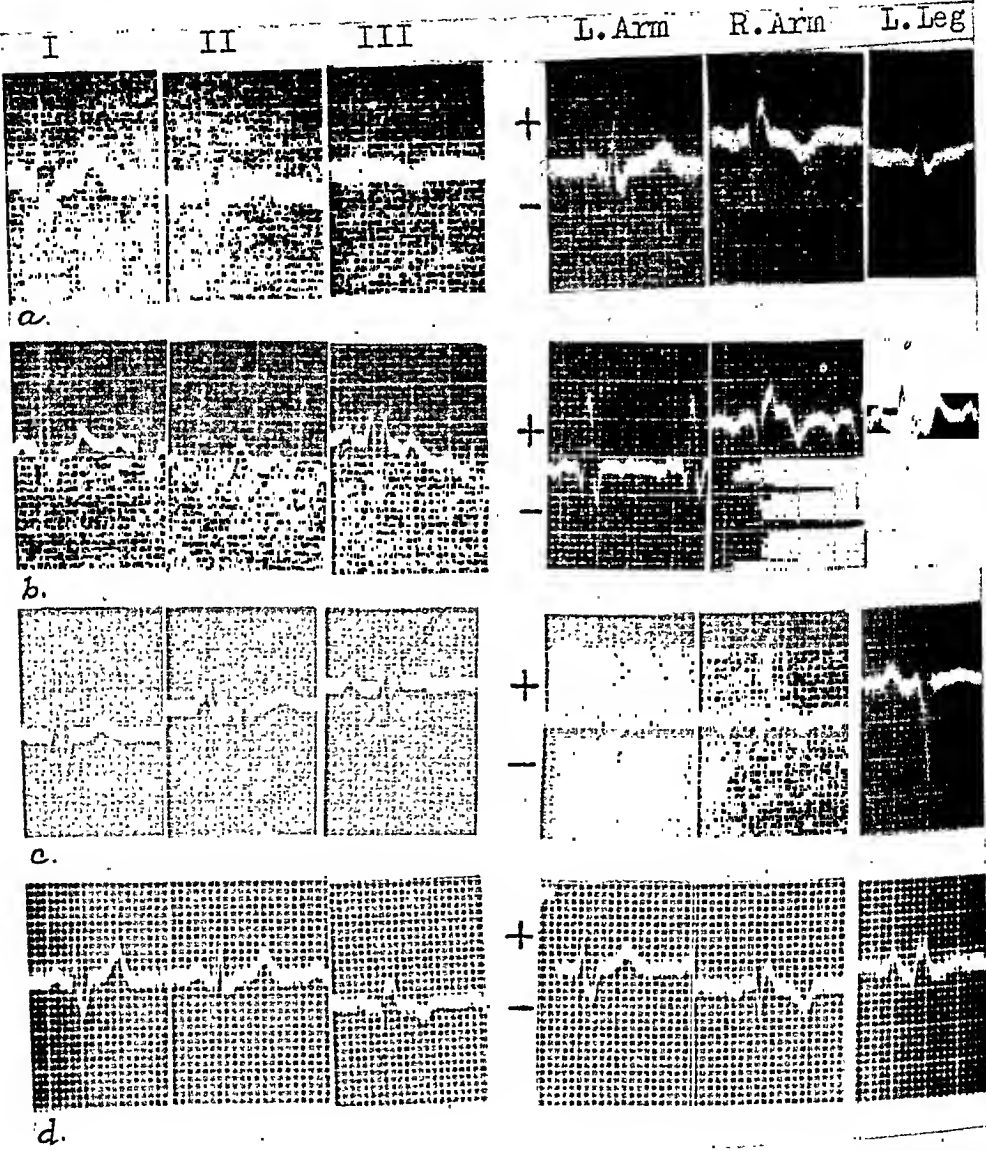 I II III L.Arm R.Arm L.Leg
+
−
a.
+
−
b.
+
−
c.
+
−
d.